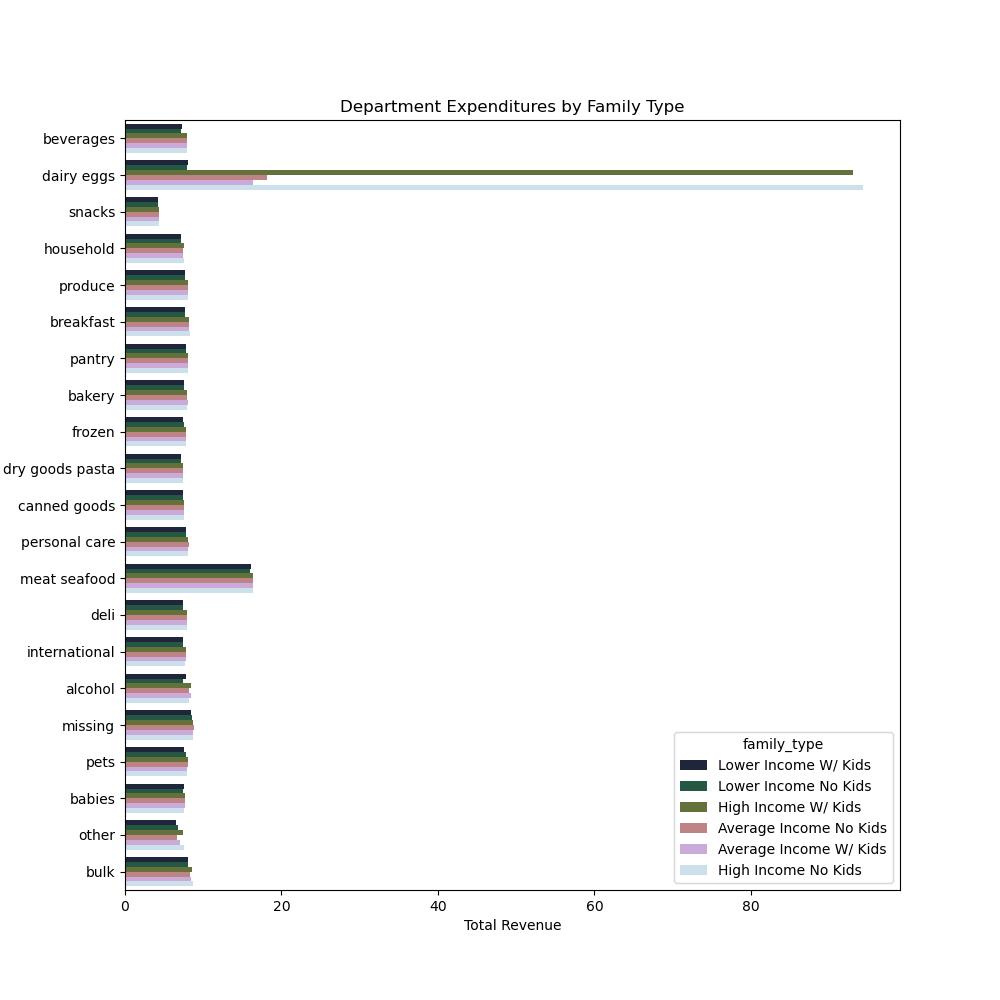 Department Expenditures by Family Type
beverages
dairy eggs
snacks
household
produce
breakfast
pantry
bakery
frozen
dry goods pasta
canned goods
personal care
meat seafood
deli
international
alcohol
missing
pets
babies
other
bulk
family_type
Lower Income W/ Kids
Lower Income No Kids
High Income W/ Kids
Average Income No Kids
Average Income W/ Kids
High Income No Kids
0 20 40 60 80
Total Revenue